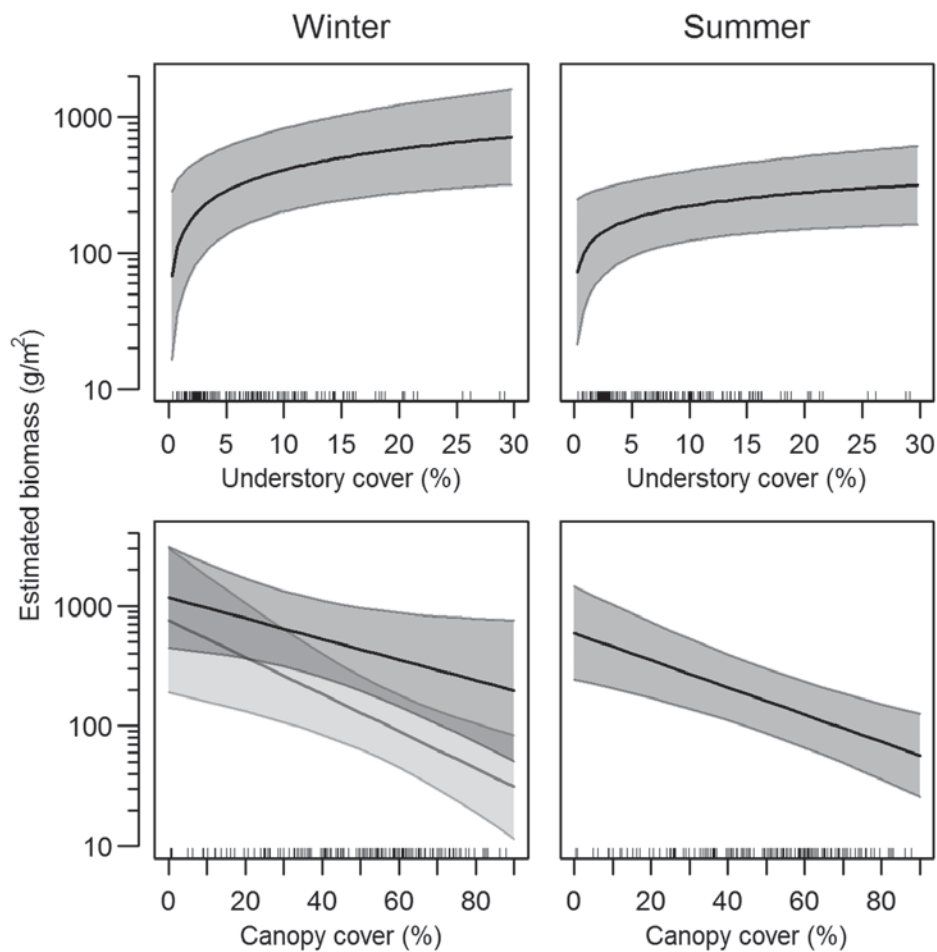 Winter
Summer
1000
100
10
0 5 10 15 20 25 30
Understory cover (%)
0 5 10 15 20 25 30
Understory cover (%)
Estimated biomass (g/m²)
1000
100
10
0 20 40 60 80
Canopy cover (%)
0 20 40 60 80
Canopy cover (%)